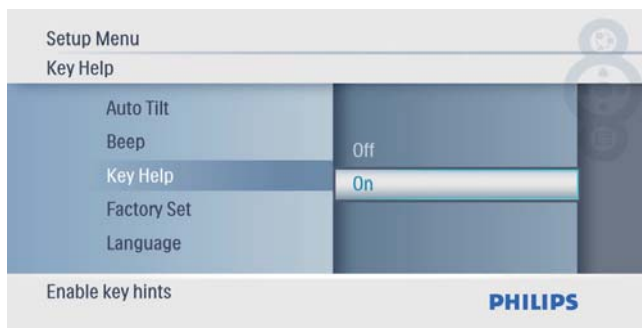 Setup Menu
Key Help
Auto Tilt
Beep
Key Help
Factory Set
Language
Off
On
Enable key hints
PHILIPS